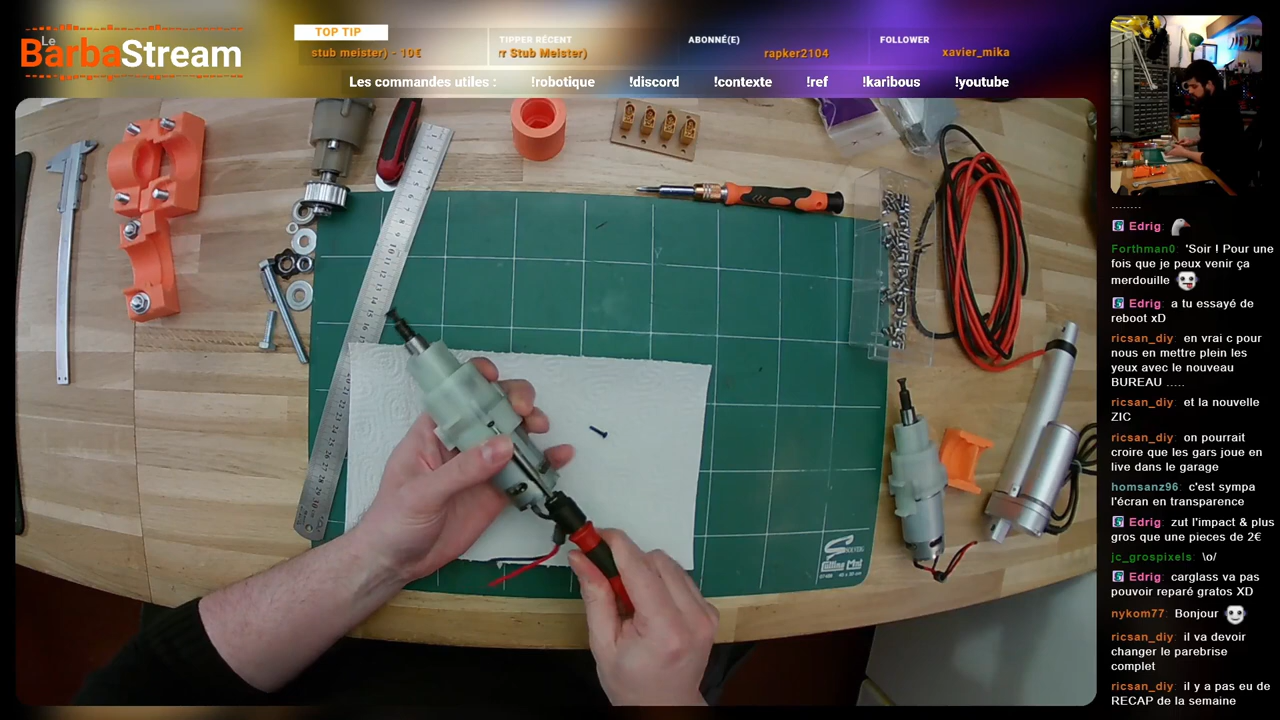 Le
BarbaStream
TOP TIP
stub meister) - 10€
TIPPER RÉCENT
rr Stub Meister)
ABONNÉ(E)
rapker2104
FOLLOWER
xavier_mika
Les commandes utiles : !robotique !discord !contexte !ref !karibous !youtube
........
Edrig:
Forthman0: 'Soir ! Pour une
fois que je peux venir ça
merdouille
Edrig: a tu essayé de
reboot xD
ricsan_diy: en vrai c pour
nous en mettre plein les
yeux avec le nouveau
BUREAU .....
ricsan_diy: et la nouvelle
ZIC
ricsan_diy: on pourrait
croire que les gars joue en
live dans le garage
homsanz96: c'est sympa
l'écran en transparence
Edrig: zut l'impact & plus
gros que une pieces de 2€
jc_grospixels: \o/
Edrig: carglass va pas
pouvoir reparé gratos XD
nykom77: Bonjour
ricsan_diy: il va devoir
changer le parebrise
complet
ricsan_diy: il y a pas eu de
RECAP de la semaine
Cutting Mat